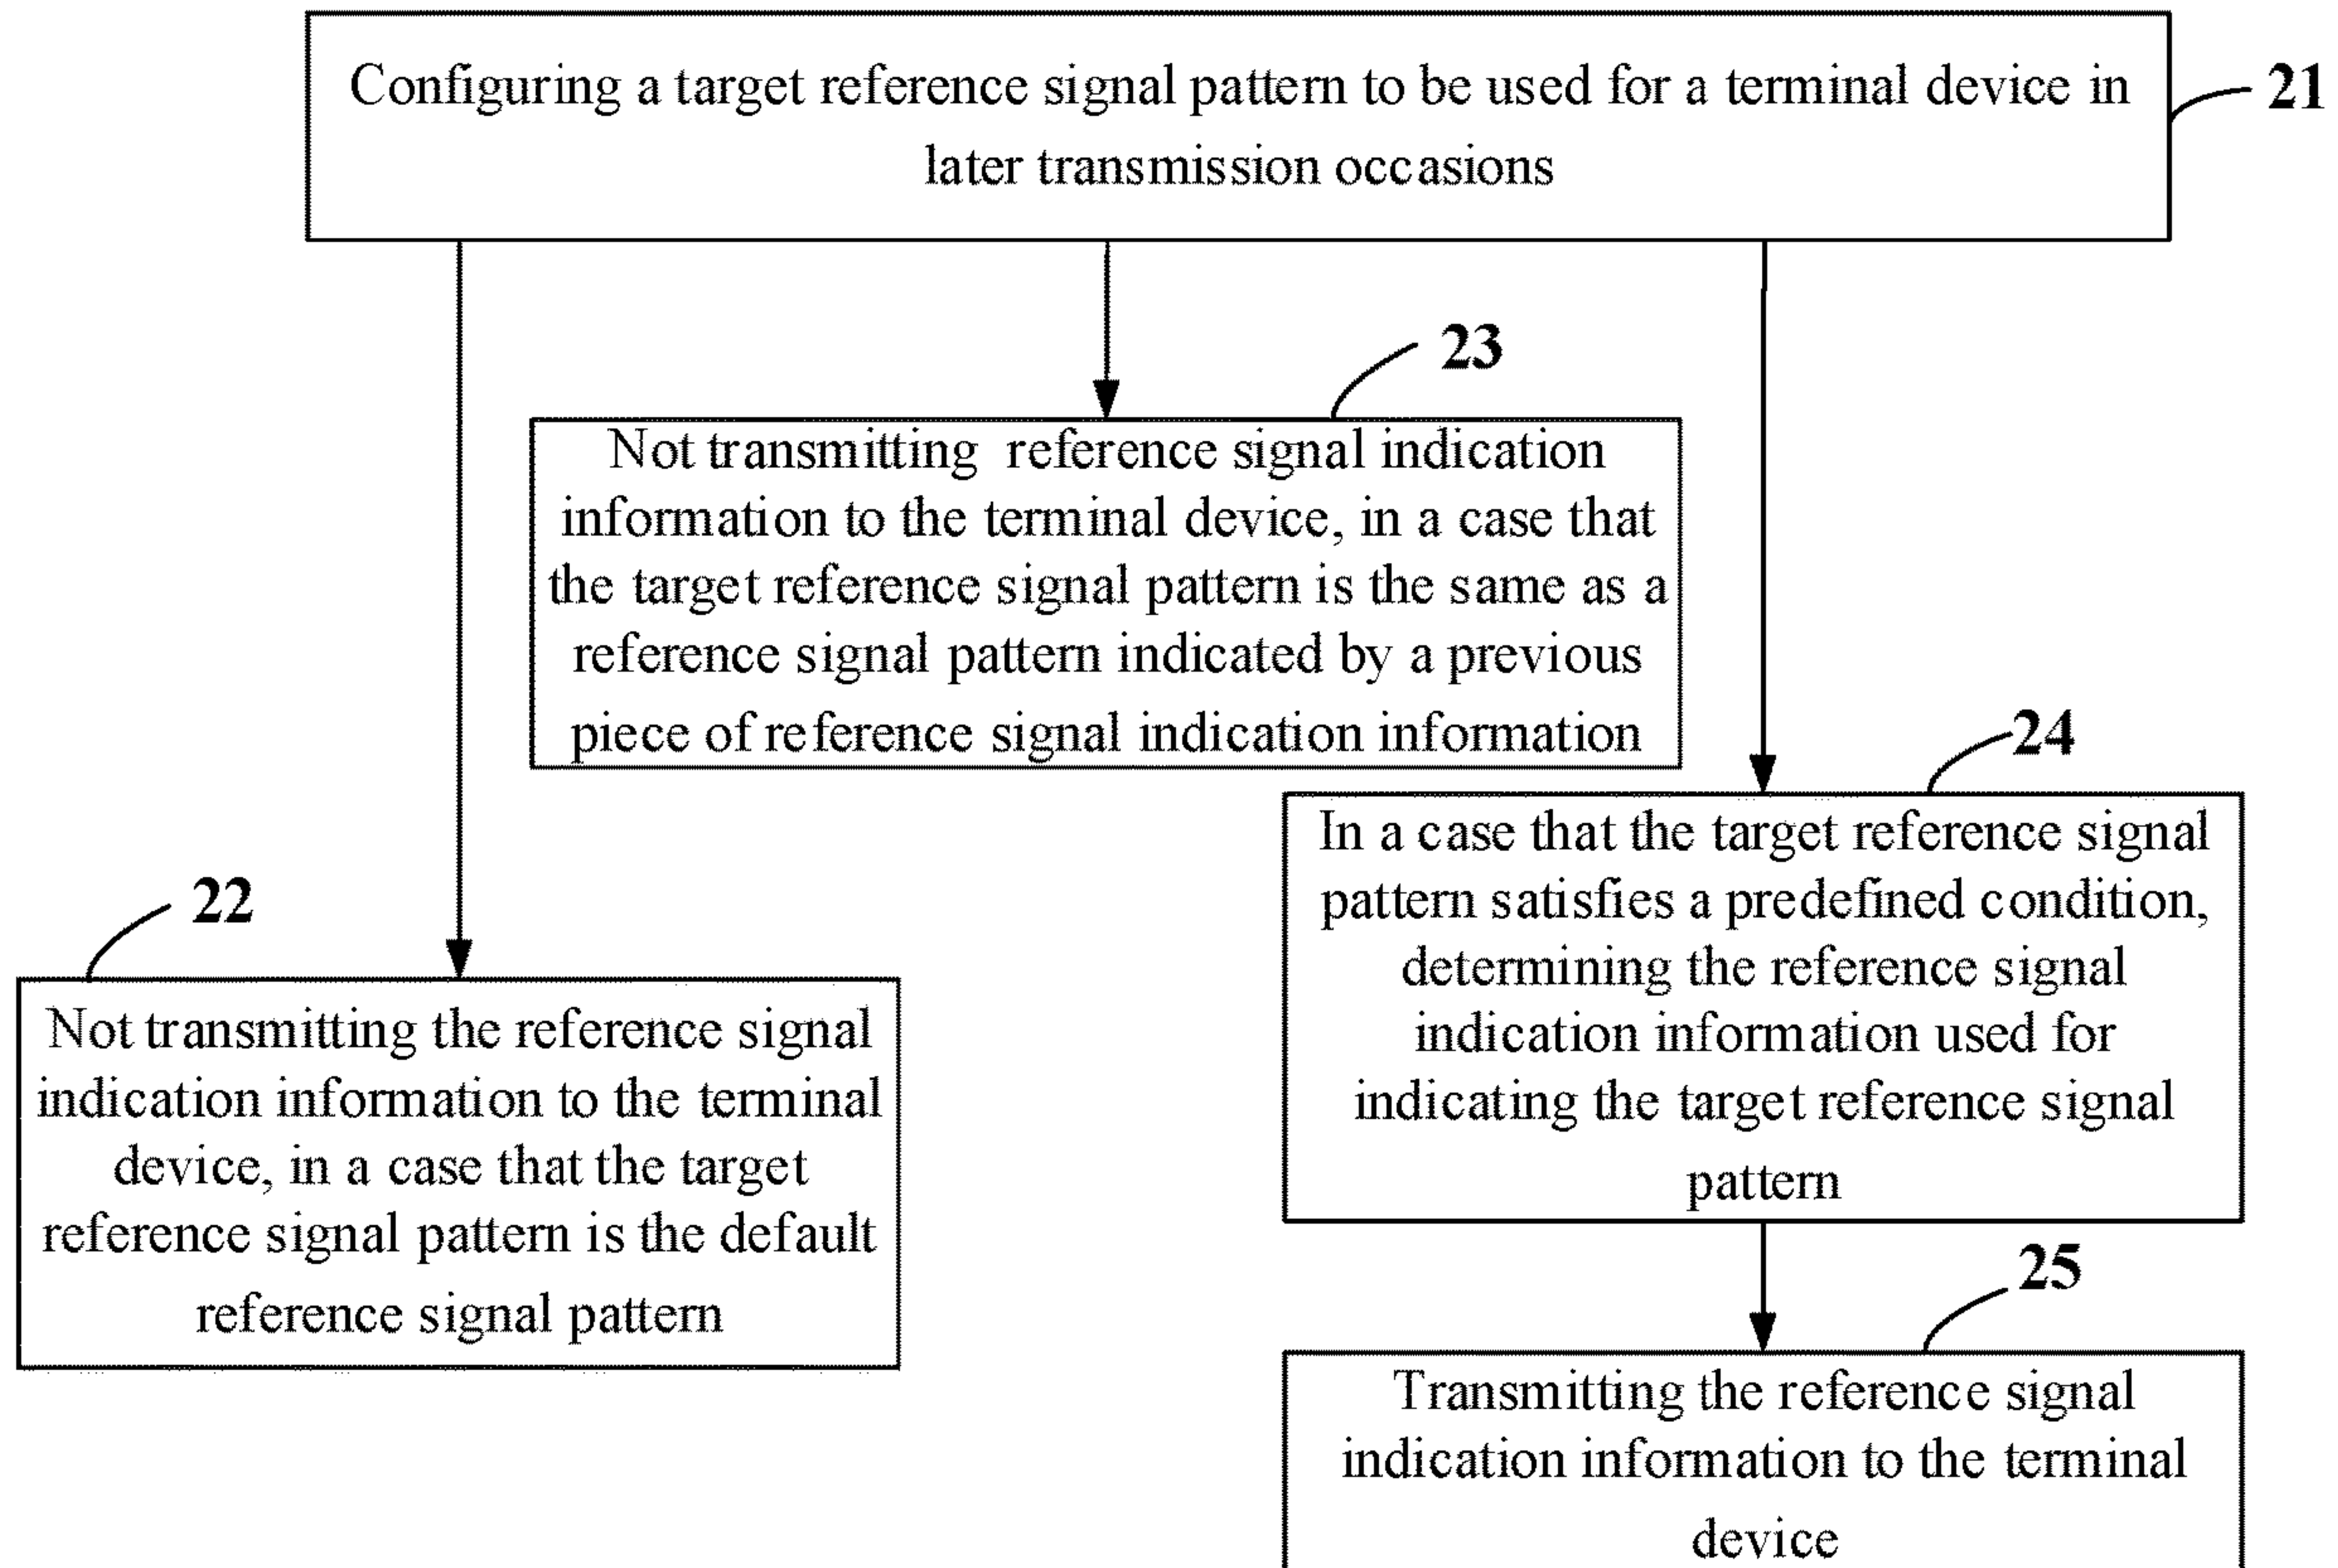 Configuring a target reference signal pattern to be used for a terminal device in
later transmission occasions
21
23
Not transmitting reference signal indication
information to the terminal device, in a case that
the target reference signal pattern is the same as a
reference signal pattern indicated by a previous
piece of reference signal indication information
24
In a case that the target reference signal
pattern satisfies a predefined condition,
determining the reference signal
indication information used for
indicating the target reference signal
pattern
22
Not transmitting the reference signal
indication information to the terminal
device, in a case that the target
reference signal pattern is the default
reference signal pattern
25
Transmitting the reference signal
indication information to the terminal
device